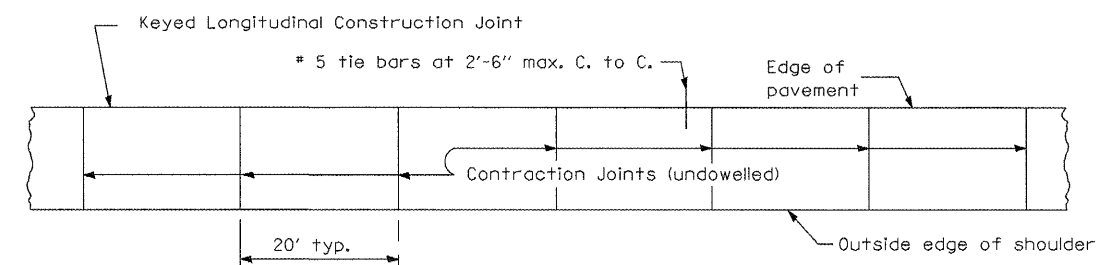 Keyed Longitudinal Construction Joint
# 5 tie bars at 2'-6" max. C. to C.
Edge of
pavement
Contraction Joints (undowelled)
20' typ.
Outside edge of shoulder